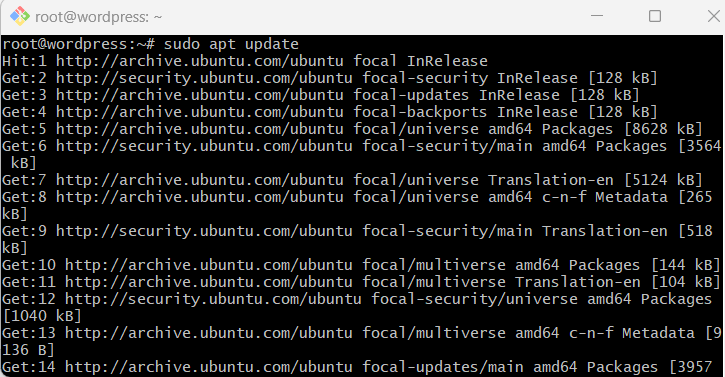 root@wordpress: ~
root@wordpress:~# sudo apt update
Hit:1 http://archive.ubuntu.com/ubuntu focal InRelease
Get:2 http://security.ubuntu.com/ubuntu focal-security InRelease [128 kB]
Get:3 http://archive.ubuntu.com/ubuntu focal-updates InRelease [128 kB]
Get:4 http://archive.ubuntu.com/ubuntu focal-backports InRelease [128 kB]
Get:5 http://archive.ubuntu.com/ubuntu focal/universe amd64 Packages [8628 kB]
Get:6 http://security.ubuntu.com/ubuntu focal-security/main amd64 Packages [3564
 kB]
Get:7 http://archive.ubuntu.com/ubuntu focal/universe Translation-en [5124 kB]
Get:8 http://archive.ubuntu.com/ubuntu focal/universe amd64 c-n-f Metadata [265
kB]
Get:9 http://security.ubuntu.com/ubuntu focal-security/main Translation-en [518
kB]
Get:10 http://archive.ubuntu.com/ubuntu focal/multiverse amd64 Packages [144 kB]
Get:11 http://archive.ubuntu.com/ubuntu focal/multiverse Translation-en [104 kB]
Get:12 http://security.ubuntu.com/ubuntu focal-security/universe amd64 Packages
[1040 kB]
Get:13 http://archive.ubuntu.com/ubuntu focal/multiverse amd64 c-n-f Metadata [9
136 B]
Get:14 http://archive.ubuntu.com/ubuntu focal-updates/main amd64 Packages [3957